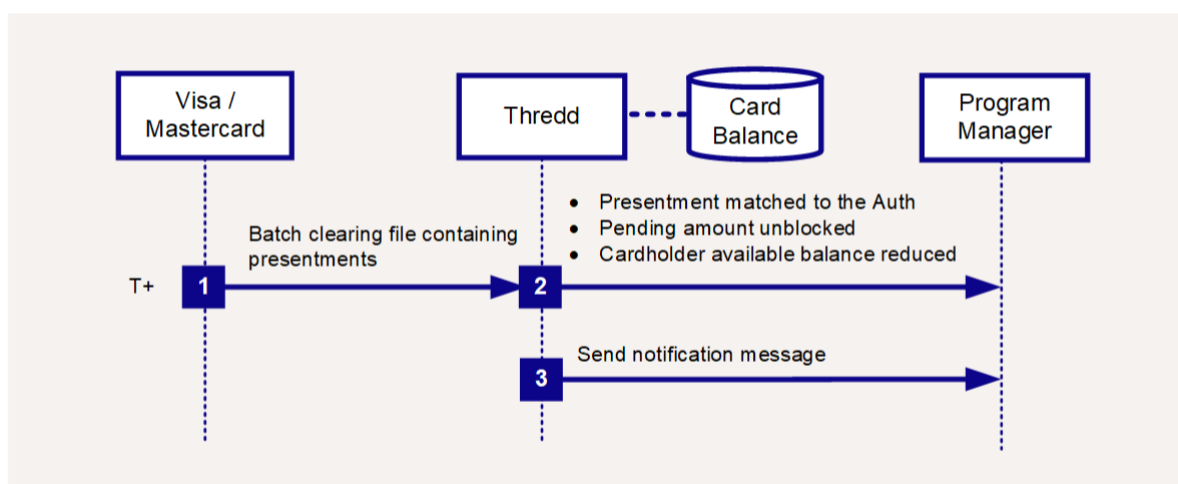 Visa /
Mastercard
Thredd
Card
Balance
Program
Manager
• Presentment matched to the Auth
• Pending amount unblocked
• Cardholder available balance reduced
Batch clearing file containing
presentments
T+
1
2
Send notification message
3